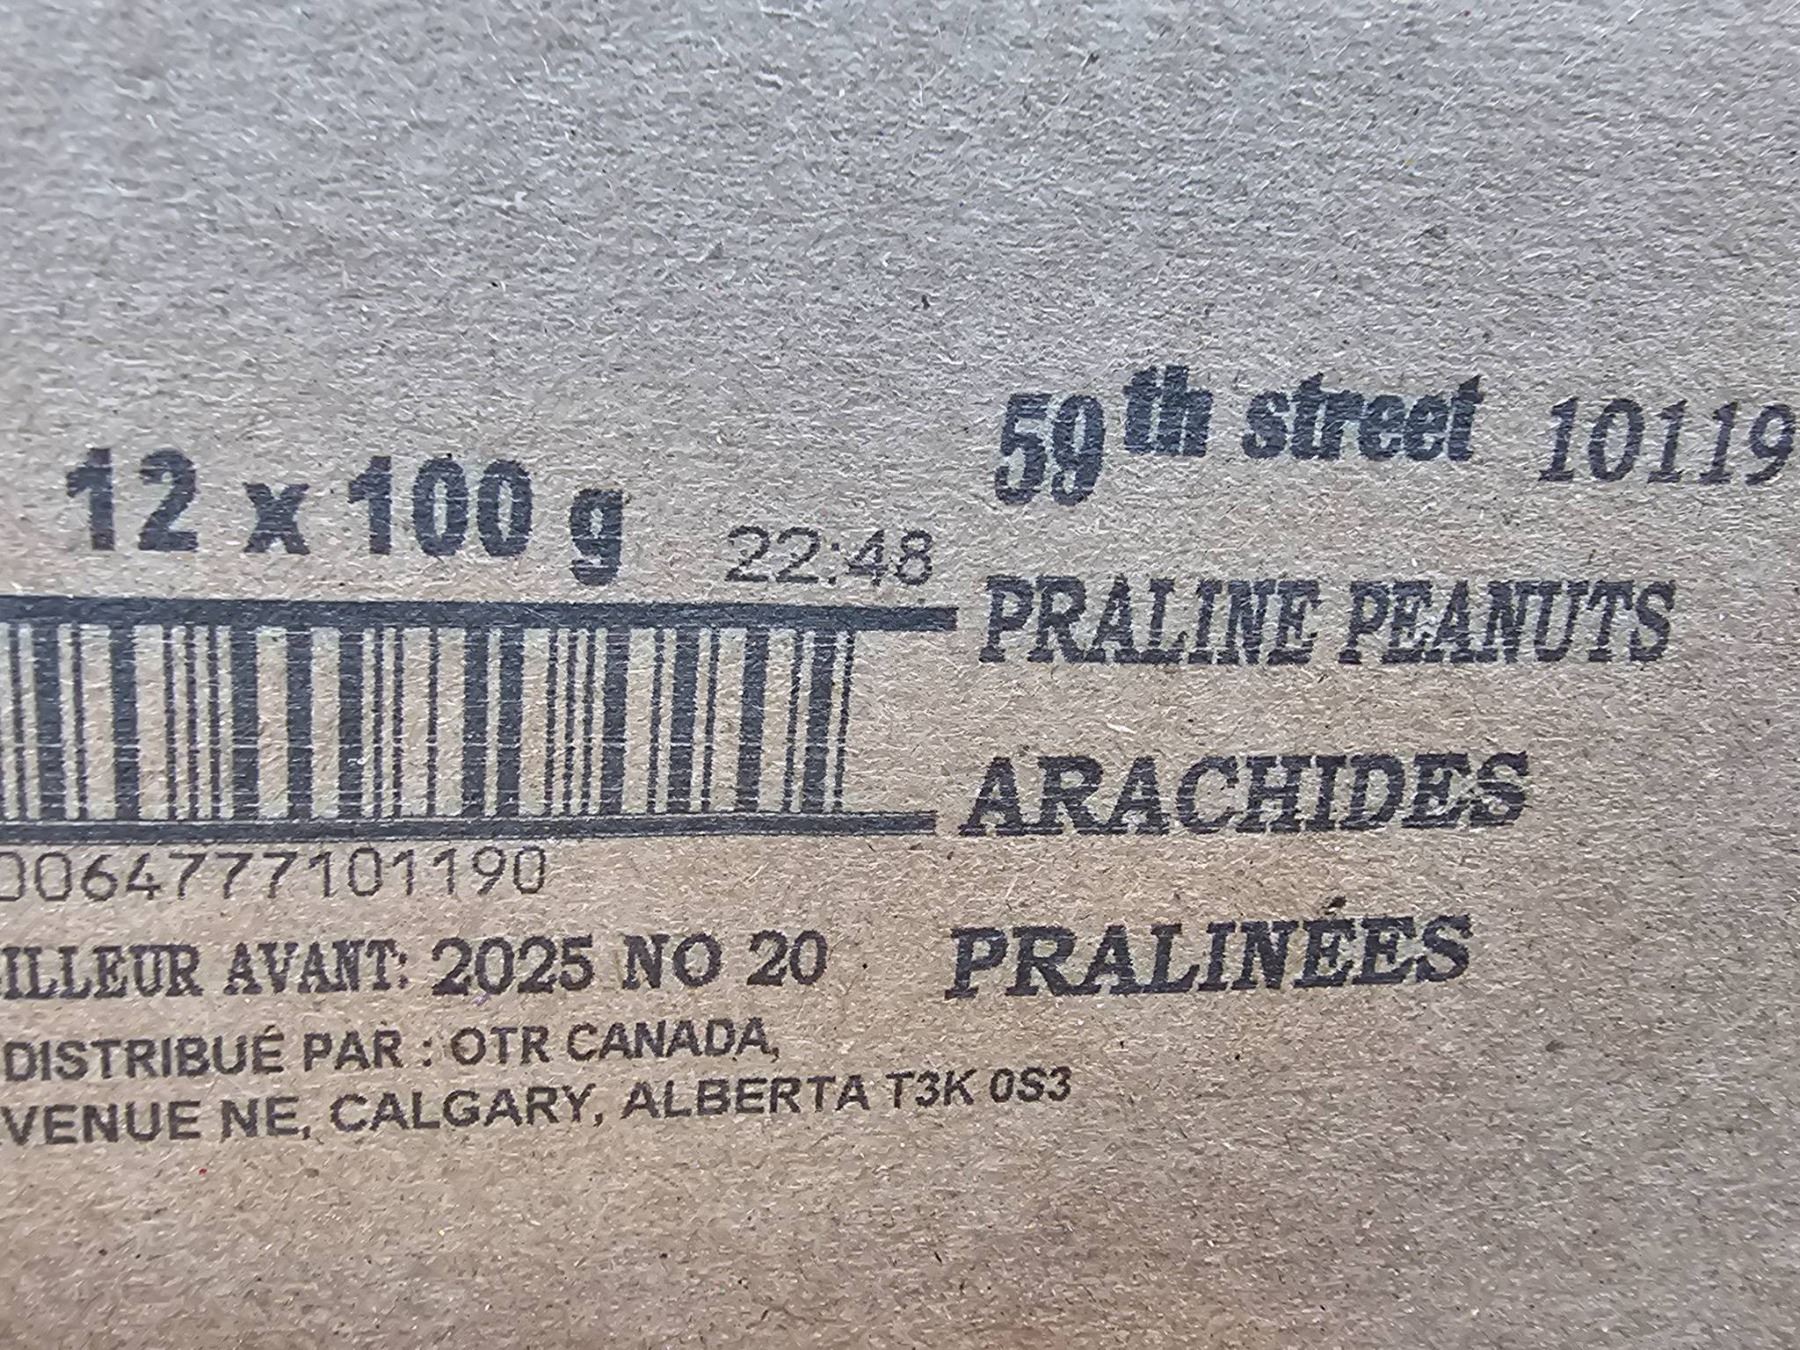 59th street 10119
12 x 100 g
22:48
PRALINE PEANUTS
ARACHIDES
PRALINÉES
0064777101190
ILLEUR AVANT: 2025 NO 20
DISTRIBUÉ PAR : OTR CANADA,
VENUE NE, CALGARY, ALBERTA T3K 0S3